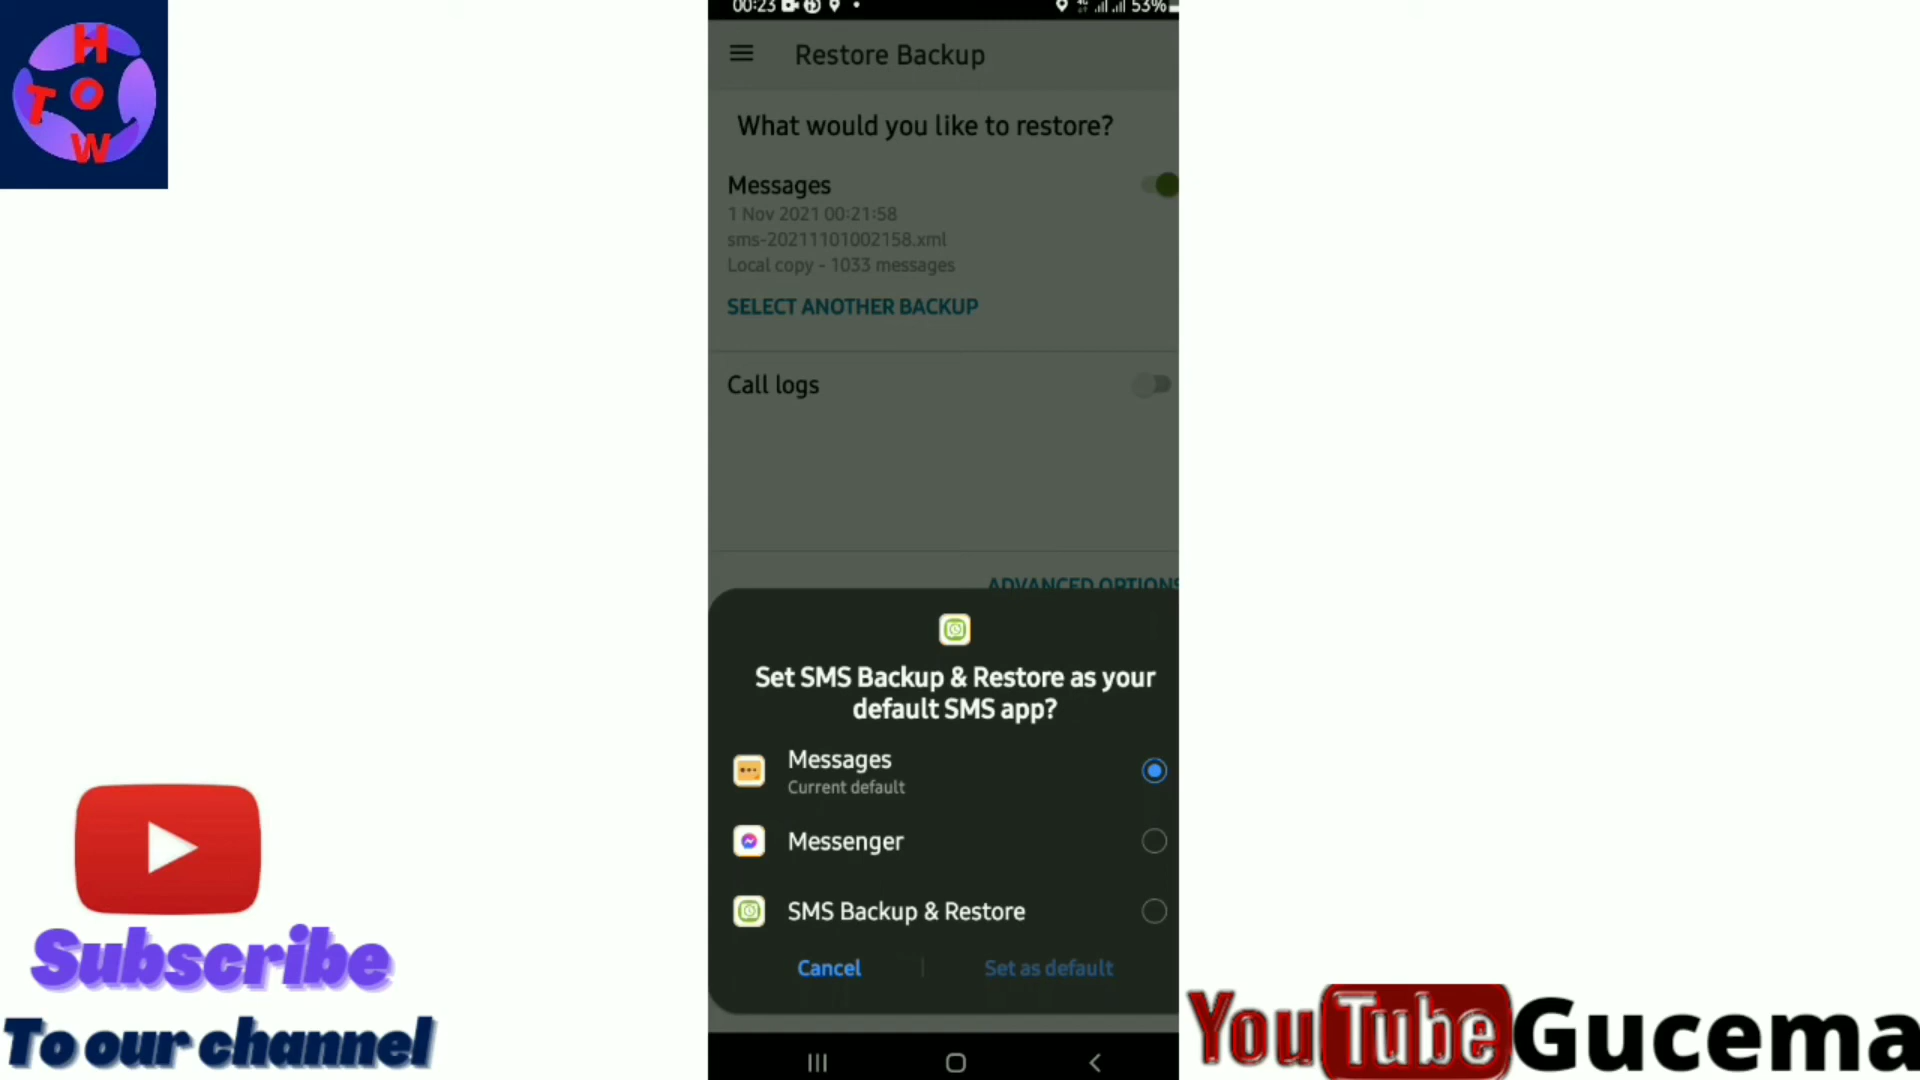 H
T O
W
00:23
53%
Restore Backup
What would you like to restore?
Messages
1 Nov 2021 00:21:58
sms-20211101002158.xml
Local copy - 1033 messages
SELECT ANOTHER BACKUP
Call logs
ADVANCED OPTIONS
Set SMS Backup & Restore as your
default SMS app?
Messages
Current default
Messenger
SMS Backup & Restore
Cancel
Set as default
Subscribe
To our channel
YouTube Gucema